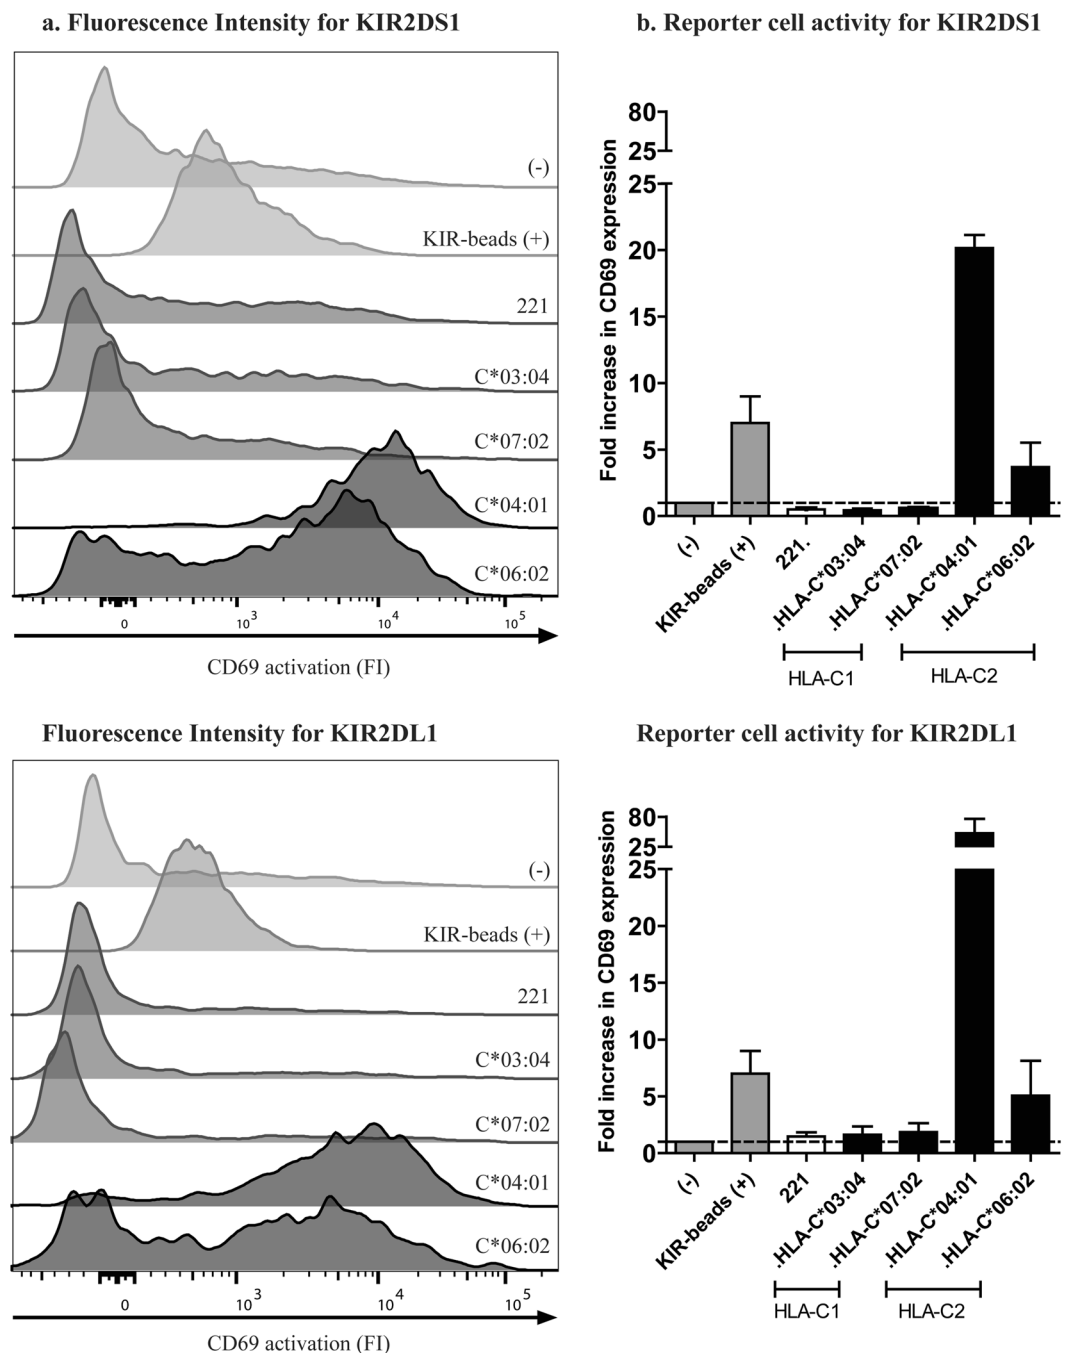 a. Fluorescence Intensity for KIR2DS1
(-)
KIR-beads (+)
221
C*03:04
C*07:02
C*04:01
C*06:02
0
10³
10⁴
10⁵
CD69 activation (FI)
b. Reporter cell activity for KIR2DS1
Fold increase in CD69 expression
80
25
25
20
15
10
5
0
(-)
KIR-beads (+)
221.
.HLA-C*03:04
.HLA-C*07:02
.HLA-C*04:01
.HLA-C*06:02
HLA-C1
HLA-C2
Fluorescence Intensity for KIR2DL1
(-)
KIR-beads (+)
221
C*03:04
C*07:02
C*04:01
C*06:02
0
10³
10⁴
10⁵
CD69 activation (FI)
Reporter cell activity for KIR2DL1
Fold increase in CD69 expression
80
25
25
20
15
10
5
0
(-)
KIR-beads (+)
221
.HLA-C*03:04
.HLA-C*07:02
.HLA-C*04:01
.HLA-C*06:02
HLA-C1
HLA-C2